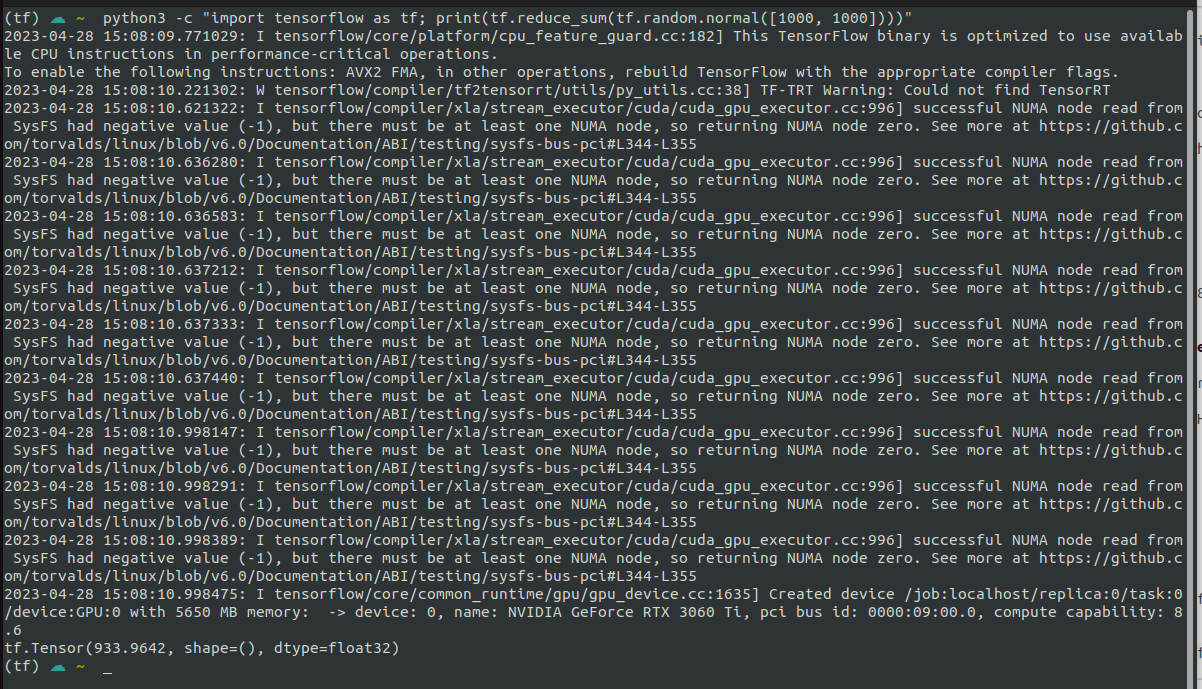 (tf) ☁ ~ python3 -c "import tensorflow as tf; print(tf.reduce_sum(tf.random.normal([1000, 1000])))"
2023-04-28 15:08:09.771029: I tensorflow/core/platform/cpu_feature_guard.cc:182] This TensorFlow binary is optimized to use availab
le CPU instructions in performance-critical operations.
To enable the following instructions: AVX2 FMA, in other operations, rebuild TensorFlow with the appropriate compiler flags.
2023-04-28 15:08:10.221302: W tensorflow/compiler/tf2tensorrt/utils/py_utils.cc:38] TF-TRT Warning: Could not find TensorRT
2023-04-28 15:08:10.621322: I tensorflow/compiler/xla/stream_executor/cuda/cuda_gpu_executor.cc:996] successful NUMA node read from
 SysFS had negative value (-1), but there must be at least one NUMA node, so returning NUMA node zero. See more at https://github.c
om/torvalds/linux/blob/v6.0/Documentation/ABI/testing/sysfs-bus-pci#L344-L355
2023-04-28 15:08:10.636280: I tensorflow/compiler/xla/stream_executor/cuda/cuda_gpu_executor.cc:996] successful NUMA node read from
 SysFS had negative value (-1), but there must be at least one NUMA node, so returning NUMA node zero. See more at https://github.c
om/torvalds/linux/blob/v6.0/Documentation/ABI/testing/sysfs-bus-pci#L344-L355
2023-04-28 15:08:10.636583: I tensorflow/compiler/xla/stream_executor/cuda/cuda_gpu_executor.cc:996] successful NUMA node read from
 SysFS had negative value (-1), but there must be at least one NUMA node, so returning NUMA node zero. See more at https://github.c
om/torvalds/linux/blob/v6.0/Documentation/ABI/testing/sysfs-bus-pci#L344-L355
2023-04-28 15:08:10.637212: I tensorflow/compiler/xla/stream_executor/cuda/cuda_gpu_executor.cc:996] successful NUMA node read from
 SysFS had negative value (-1), but there must be at least one NUMA node, so returning NUMA node zero. See more at https://github.c
om/torvalds/linux/blob/v6.0/Documentation/ABI/testing/sysfs-bus-pci#L344-L355
2023-04-28 15:08:10.637333: I tensorflow/compiler/xla/stream_executor/cuda/cuda_gpu_executor.cc:996] successful NUMA node read from
 SysFS had negative value (-1), but there must be at least one NUMA node, so returning NUMA node zero. See more at https://github.c
om/torvalds/linux/blob/v6.0/Documentation/ABI/testing/sysfs-bus-pci#L344-L355
2023-04-28 15:08:10.637440: I tensorflow/compiler/xla/stream_executor/cuda/cuda_gpu_executor.cc:996] successful NUMA node read from
 SysFS had negative value (-1), but there must be at least one NUMA node, so returning NUMA node zero. See more at https://github.c
om/torvalds/linux/blob/v6.0/Documentation/ABI/testing/sysfs-bus-pci#L344-L355
2023-04-28 15:08:10.998147: I tensorflow/compiler/xla/stream_executor/cuda/cuda_gpu_executor.cc:996] successful NUMA node read from
 SysFS had negative value (-1), but there must be at least one NUMA node, so returning NUMA node zero. See more at https://github.c
om/torvalds/linux/blob/v6.0/Documentation/ABI/testing/sysfs-bus-pci#L344-L355
2023-04-28 15:08:10.998291: I tensorflow/compiler/xla/stream_executor/cuda/cuda_gpu_executor.cc:996] successful NUMA node read from
 SysFS had negative value (-1), but there must be at least one NUMA node, so returning NUMA node zero. See more at https://github.c
om/torvalds/linux/blob/v6.0/Documentation/ABI/testing/sysfs-bus-pci#L344-L355
2023-04-28 15:08:10.998389: I tensorflow/compiler/xla/stream_executor/cuda/cuda_gpu_executor.cc:996] successful NUMA node read from
 SysFS had negative value (-1), but there must be at least one NUMA node, so returning NUMA node zero. See more at https://github.c
om/torvalds/linux/blob/v6.0/Documentation/ABI/testing/sysfs-bus-pci#L344-L355
2023-04-28 15:08:10.998475: I tensorflow/core/common_runtime/gpu/gpu_device.cc:1635] Created device /job:localhost/replica:0/task:0
/device:GPU:0 with 5650 MB memory:  -> device: 0, name: NVIDIA GeForce RTX 3060 Ti, pci bus id: 0000:09:00.0, compute capability: 8
.6
tf.Tensor(933.9642, shape=(), dtype=float32)
(tf) ☁ ~ _